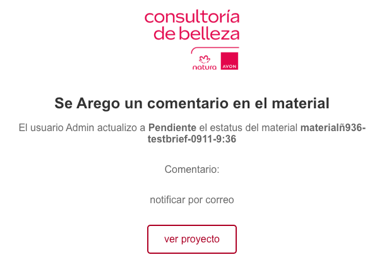 consultoría
de belleza
natura
AVON
Se Arego un comentario en el material
El usuario Admin actualizo a Pendiente el estatus del material materialñ936-
testbrief-0911-9:36
Comentario:
notificar por correo
ver proyecto